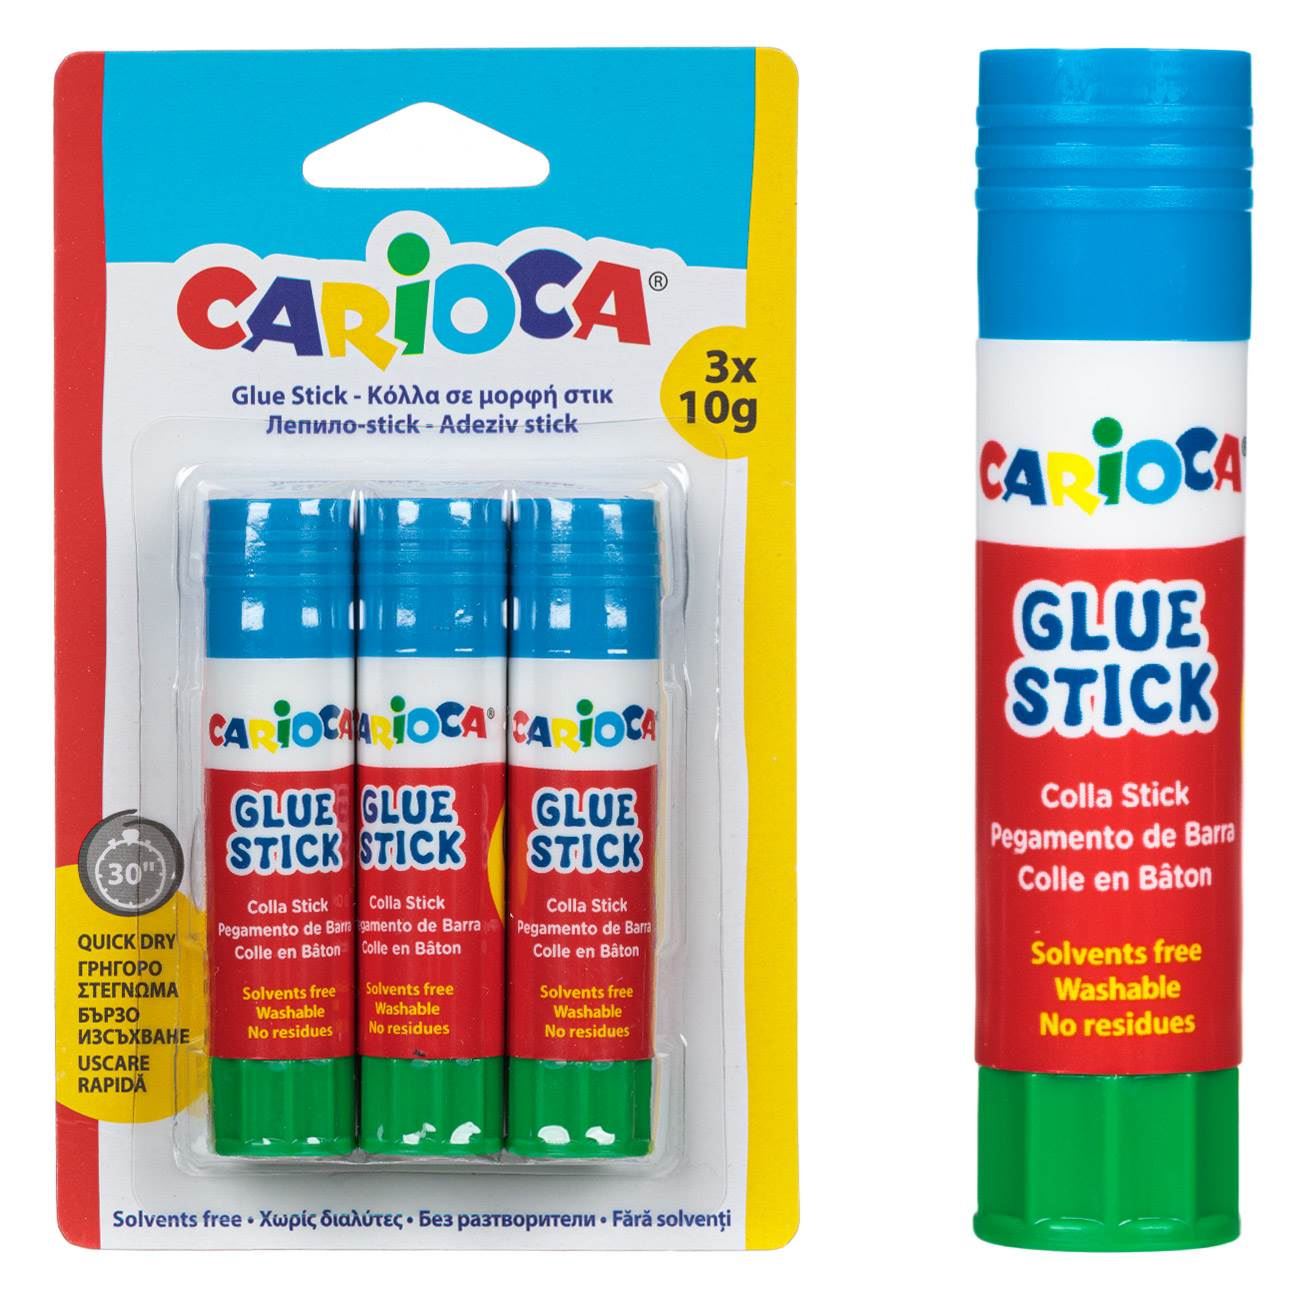 CARiOCA®
Glue Stick - Κόλλα σε μορφή στικ
Лепило-stick - Adeziv stick
3x
10g
CARiOCA
GLUE
STICK
Colla Stick
Pegamento de Barra
Colle en Bâton
Solvents free
Washable
No residues
CARiOCA®
GLUE
STICK
Colla Stick
Pegamento de Barra
Colle en Bâton
Solvents free
Washable
No residues
CARiOCA
GLUE
STICK
Colla Stick
Pegamento de Barra
Colle en Bâton
Solvents free
Washable
No residues
30"
QUICK DRY
ΓΡΗΓΟΡΟ
ΣΤΕΓΝΩΜΑ
БЪРЗО
ИЗСЪХВАНЕ
USCARE
RAPIDĂ
Solvents free • Χωρίς διαλύτες • Без разтворители • Fără solvenți
CARiOCA®
GLUE
STICK
Colla Stick
Pegamento de Barra
Colle en Bâton
Solvents free
Washable
No residues